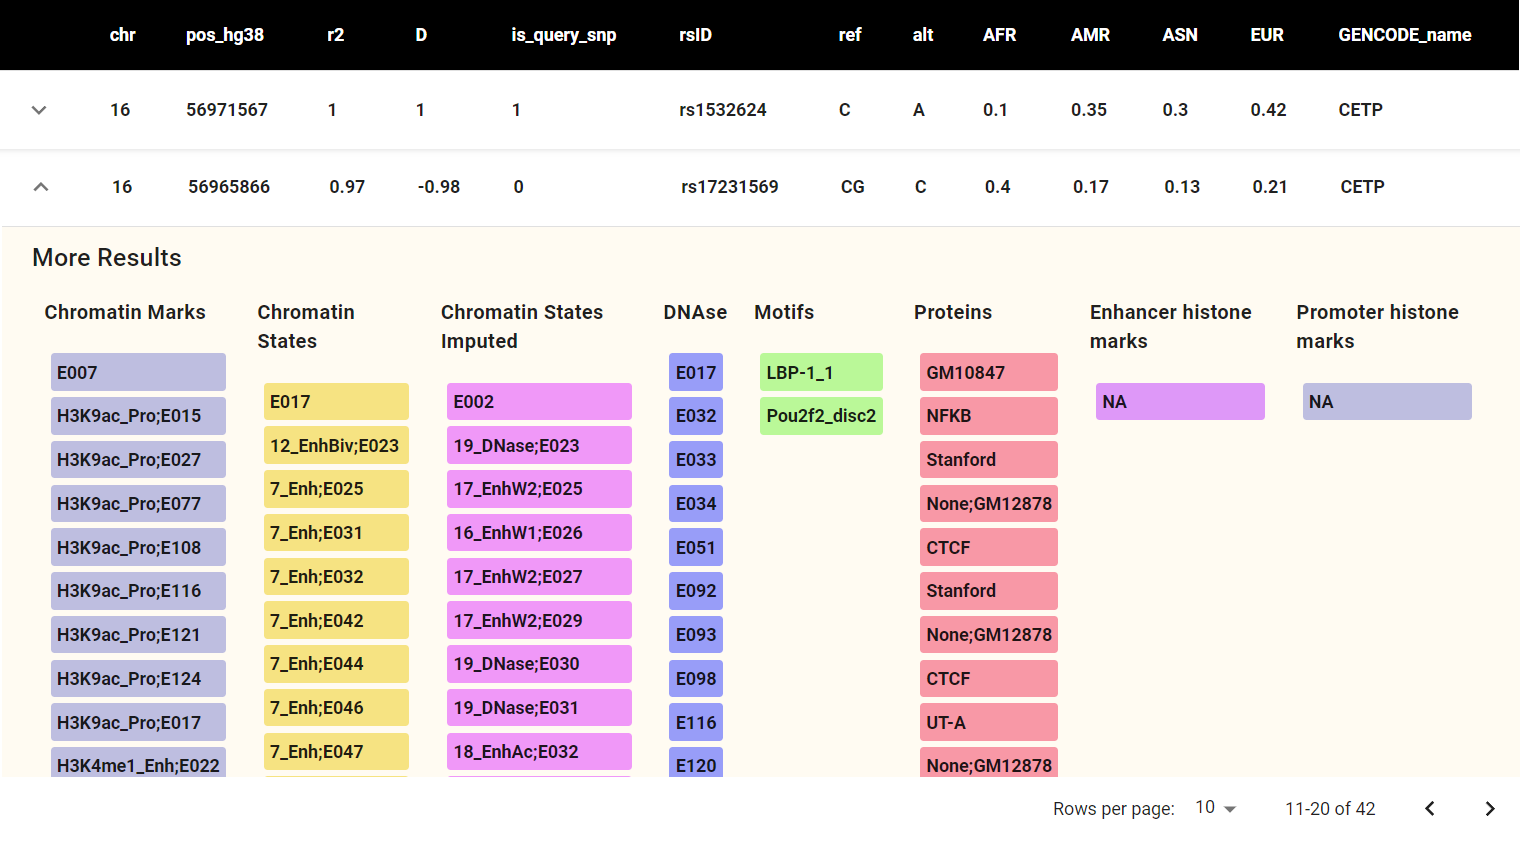 chr pos_hg38 r2 D is_query_snp rsID ref alt AFR AMR ASN EUR GENCODE_name
16 56971567 1 1 1 rs1532624 C A 0.1 0.35 0.3 0.42 CETP
16 56965866 0.97 -0.98 0 rs17231569 CG C 0.4 0.17 0.13 0.21 CETP
More Results
Chromatin Marks
E007
H3K9ac_Pro;E015
H3K9ac_Pro;E027
H3K9ac_Pro;E077
H3K9ac_Pro;E108
H3K9ac_Pro;E116
H3K9ac_Pro;E121
H3K9ac_Pro;E124
H3K9ac_Pro;E017
H3K4me1_Enh;E022
Chromatin
States
E017
12_EnhBiv;E023
7_Enh;E025
7_Enh;E031
7_Enh;E032
7_Enh;E042
7_Enh;E044
7_Enh;E046
7_Enh;E047
Chromatin States
Imputed
E002
19_DNase;E023
17_EnhW2;E025
16_EnhW1;E026
17_EnhW2;E027
17_EnhW2;E029
19_DNase;E030
19_DNase;E031
18_EnhAc;E032
DNAse
E017
E032
E033
E034
E051
E092
E093
E098
E116
E120
Motifs
LBP-1_1
Pou2f2_disc2
Proteins
GM10847
NFKB
Stanford
None;GM12878
CTCF
Stanford
None;GM12878
CTCF
UT-A
None;GM12878
Enhancer histone
marks
NA
Promoter histone
marks
NA
Rows per page: 10 11-20 of 42